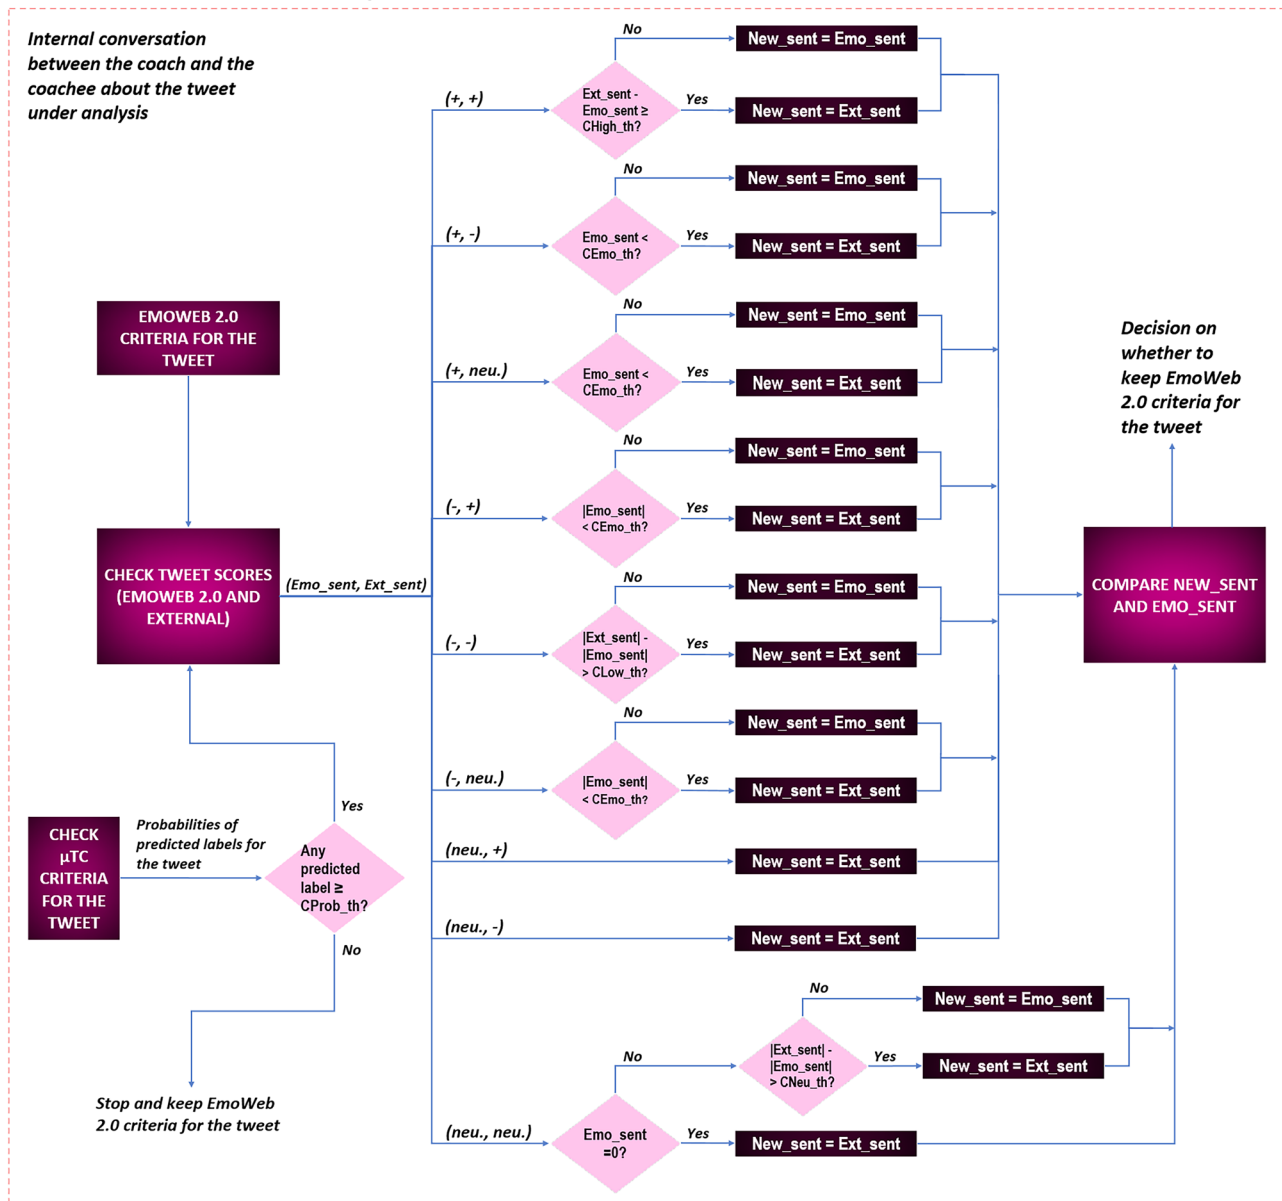 Internal conversation
between the coach and the
coachee about the tweet
under analysis
EMOWEB 2.0
CRITERIA FOR THE
TWEET
CHECK TWEET SCORES
(EMOWEB 2.0 AND
EXTERNAL)
(Emo_sent, Ext_sent)
CHECK
µTC
CRITERIA
FOR THE
TWEET
Probabilities of
predicted labels for
the tweet
Any
predicted
label ≥
CProb_th?
Yes
No
Stop and keep EmoWeb
2.0 criteria for the tweet
(+, +)
Ext_sent -
Emo_sent ≥
CHigh_th?
No
New_sent = Emo_sent
Yes
New_sent = Ext_sent
(+, -)
Emo_sent <
CEmo_th?
No
New_sent = Emo_sent
Yes
New_sent = Ext_sent
(+, neu.)
Emo_sent <
CEmo_th?
No
New_sent = Emo_sent
Yes
New_sent = Ext_sent
(-, +)
|Emo_sent|
< CEmo_th?
No
New_sent = Emo_sent
Yes
New_sent = Ext_sent
(-, -)
|Ext_sent| -
|Emo_sent|
> CLow_th?
No
New_sent = Emo_sent
Yes
New_sent = Ext_sent
(-, neu.)
|Emo_sent|
< CEmo_th?
No
New_sent = Emo_sent
Yes
New_sent = Ext_sent
(neu., +)
New_sent = Ext_sent
(neu., -)
New_sent = Ext_sent
(neu., neu.)
Emo_sent
=0?
No
|Ext_sent| -
|Emo_sent|
> CNeu_th?
No
New_sent = Emo_sent
Yes
New_sent = Ext_sent
Yes
New_sent = Ext_sent
COMPARE NEW_SENT
AND EMO_SENT
Decision on
whether to
keep EmoWeb
2.0 criteria for
the tweet